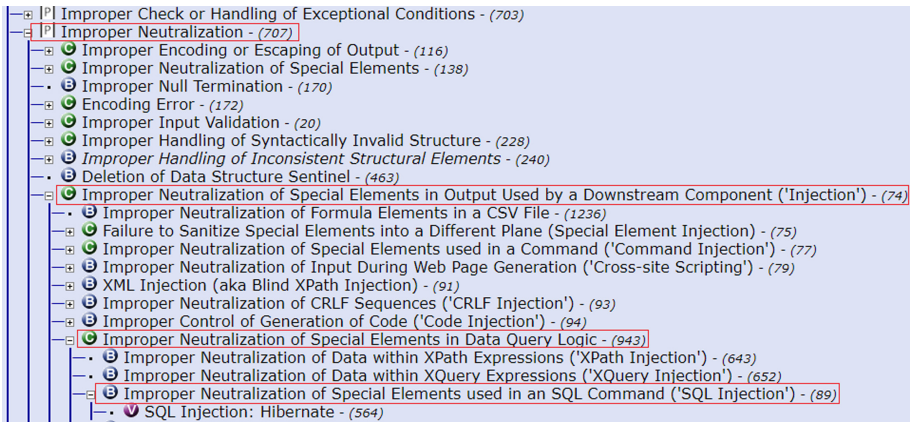 P Improper Check or Handling of Exceptional Conditions - (703)
P Improper Neutralization - (707)
C Improper Encoding or Escaping of Output - (116)
C Improper Neutralization of Special Elements - (138)
B Improper Null Termination - (170)
C Encoding Error - (172)
C Improper Input Validation - (20)
C Improper Handling of Syntactically Invalid Structure - (228)
B Improper Handling of Inconsistent Structural Elements - (240)
B Deletion of Data Structure Sentinel - (463)
C Improper Neutralization of Special Elements in Output Used by a Downstream Component ('Injection') - (74)
B Improper Neutralization of Formula Elements in a CSV File - (1236)
C Failure to Sanitize Special Elements into a Different Plane (Special Element Injection) - (75)
C Improper Neutralization of Special Elements used in a Command ('Command Injection') - (77)
B Improper Neutralization of Input During Web Page Generation ('Cross-site Scripting') - (79)
B XML Injection (aka Blind XPath Injection) - (91)
B Improper Neutralization of CRLF Sequences ('CRLF Injection') - (93)
B Improper Control of Generation of Code ('Code Injection') - (94)
C Improper Neutralization of Special Elements in Data Query Logic - (943)
B Improper Neutralization of Data within XPath Expressions ('XPath Injection') - (643)
B Improper Neutralization of Data within XQuery Expressions ('XQuery Injection') - (652)
B Improper Neutralization of Special Elements used in an SQL Command ('SQL Injection') - (89)
V SQL Injection: Hibernate - (564)